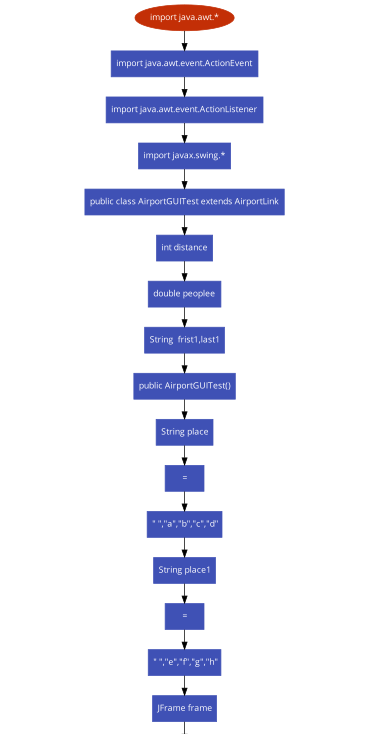 import java.awt.*
import java.awt.event.ActionEvent
import java.awt.event.ActionListener
import javax.swing.*
public class AirportGUITest extends AirportLink
int distance
double peoplee
String  frist1,last1
public AirportGUITest()
String place
=
" ","a","b","c","d"
String place1
=
" ","e","f","g","h"
JFrame frame